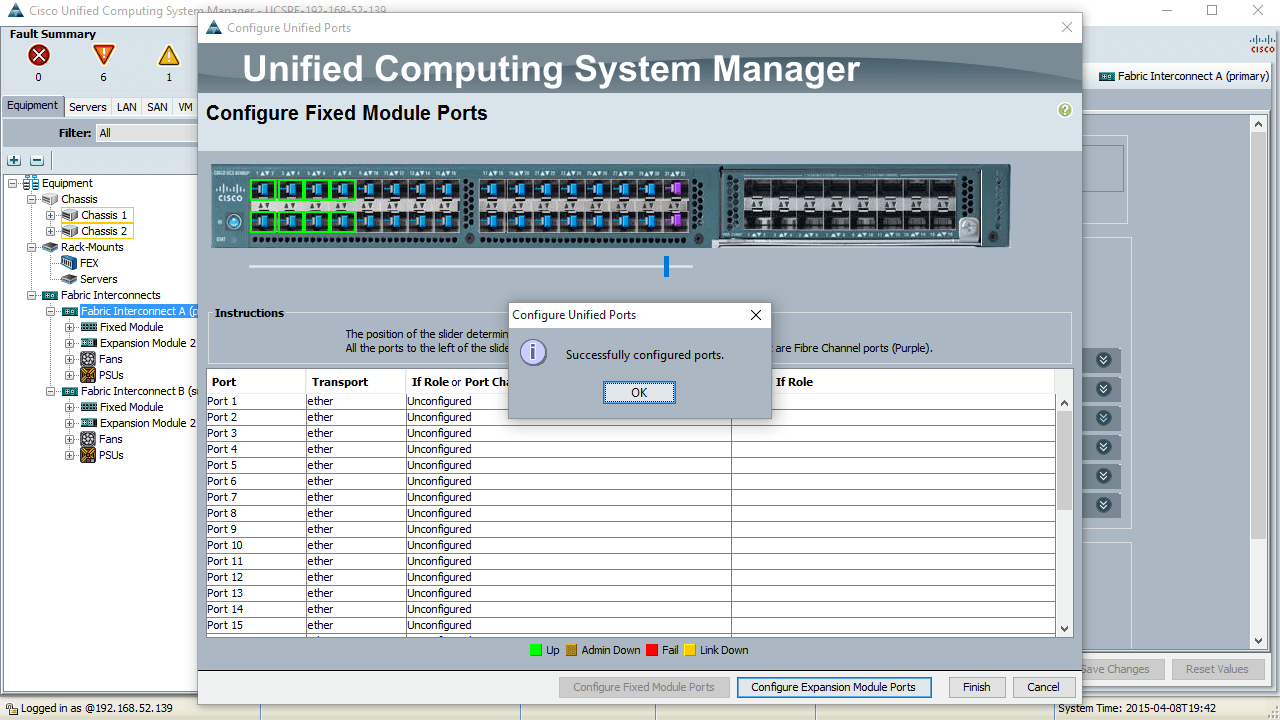 Cisco Unified Computing System Manager - UCSPE-192-168-52-139
Fault Summary
0
6
1
Equipment Servers LAN SAN VM
Filter: All
Equipment
Chassis
Chassis 1
Chassis 2
Rack-Mounts
FEX
Servers
Fabric Interconnects
Fabric Interconnect A (p
Fixed Module
Expansion Module 2
Fans
PSUs
Fabric Interconnect B (s
Fixed Module
Expansion Module 2
Fans
PSUs
Configure Unified Ports
Unified Computing System Manager
Configure Fixed Module Ports
CISCO
Instructions
The position of the slider determin
All the ports to the left of the slide
are Fibre Channel ports (Purple).
Configure Unified Ports
Successfully configured ports.
OK
Port Transport If Role or Port Cha If Role
Port 1 ether Unconfigured
Port 2 ether Unconfigured
Port 3 ether Unconfigured
Port 4 ether Unconfigured
Port 5 ether Unconfigured
Port 6 ether Unconfigured
Port 7 ether Unconfigured
Port 8 ether Unconfigured
Port 9 ether Unconfigured
Port 10 ether Unconfigured
Port 11 ether Unconfigured
Port 12 ether Unconfigured
Port 13 ether Unconfigured
Port 14 ether Unconfigured
Port 15 ether Unconfigured
Up Admin Down Fail Link Down
Configure Fixed Module Ports Configure Expansion Module Ports Finish Cancel
CISCO
Fabric Interconnect A (primary)
Save Changes Reset Values
Logged in as @192.168.52.139
System Time: 2015-04-08T19:42